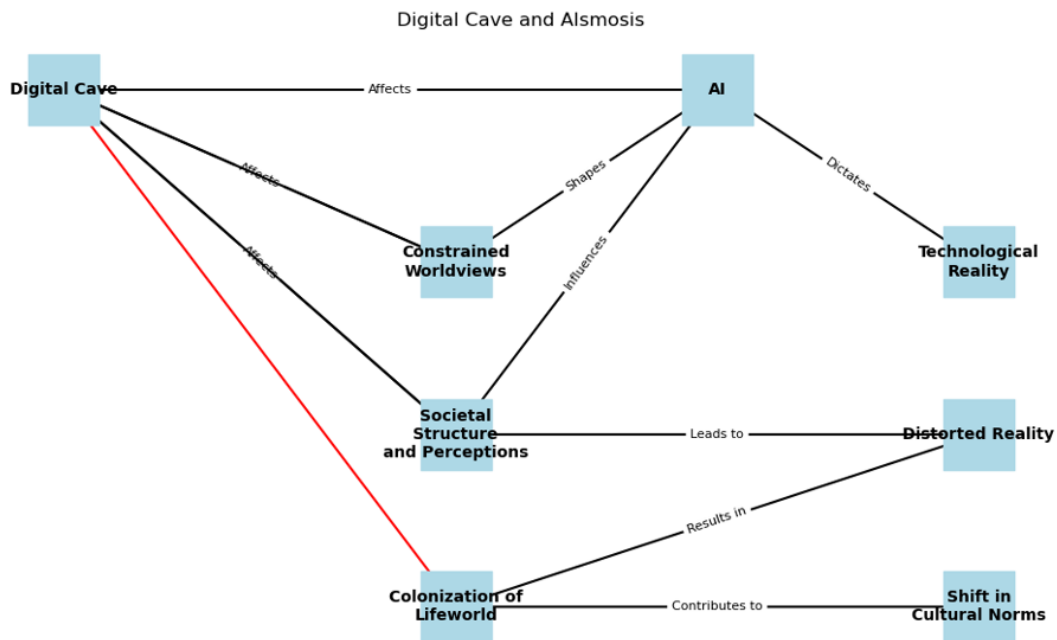 Digital Cave and AIsmosis
Digital Cave
Affects
AI
Affects
Shapes
Dictates
Constrained
Worldviews
Technological
Reality
Affects
Influences
Societal
Structure
and Perceptions
Leads to
Distorted Reality
Results in
Colonization of
Lifeworld
Contributes to
Shift in
Cultural Norms